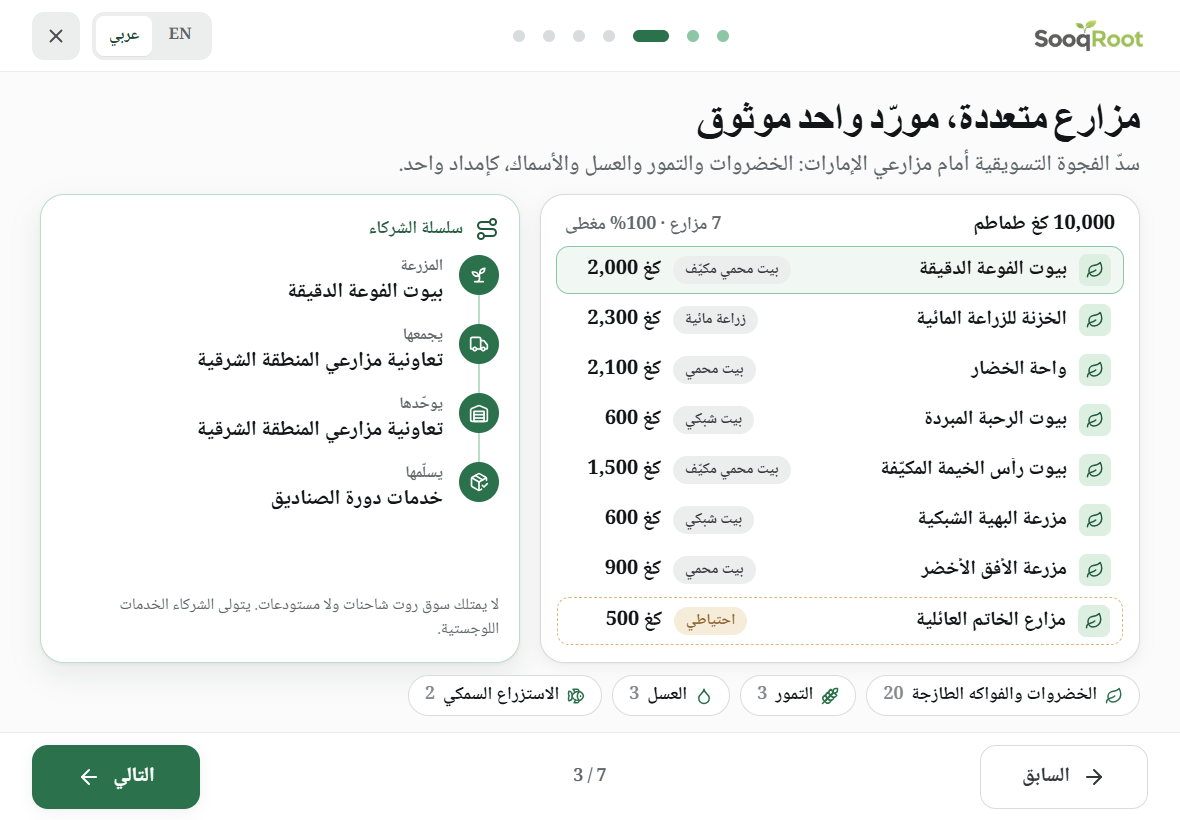 SooqRoot
EN
عربي
مزارع متعددة، مورّد واحد موثوق
سدّ الفجوة التسويقية أمام مزارعي الإمارات: الخضروات والتمور والعسل والأسماك، كإمداد واحد.
10,000 كغ طماطم
7 مزارع · 100% مغطى
بيوت الفوعة الدقيقة
بيت محمي مكيّف
2,000 كغ
الخزنة للزراعة المائية
زراعة مائية
2,300 كغ
واحة الخضار
بيت محمي
2,100 كغ
بيوت الرحبة المبردة
بيت شبكي
600 كغ
بيوت رأس الخيمة المكيّفة
بيت محمي مكيّف
1,500 كغ
مزرعة البهية الشبكية
بيت شبكي
600 كغ
مزرعة الأفق الأخضر
بيت محمي
900 كغ
مزارع الخاتم العائلية
احتياطي
500 كغ
سلسلة الشركاء
المزرعة
بيوت الفوعة الدقيقة
يجمعها
تعاونية مزارعي المنطقة الشرقية
يوحّدها
تعاونية مزارعي المنطقة الشرقية
يسلّمها
خدمات دورة الصناديق
لا يمتلك سوق روت شاحنات ولا مستودعات. يتولى الشركاء الخدمات
اللوجستية.
الخضروات والفواكه الطازجة 20
التمور 3
العسل 3
الاستزراع السمكي 2
السابق
3 / 7
التالي